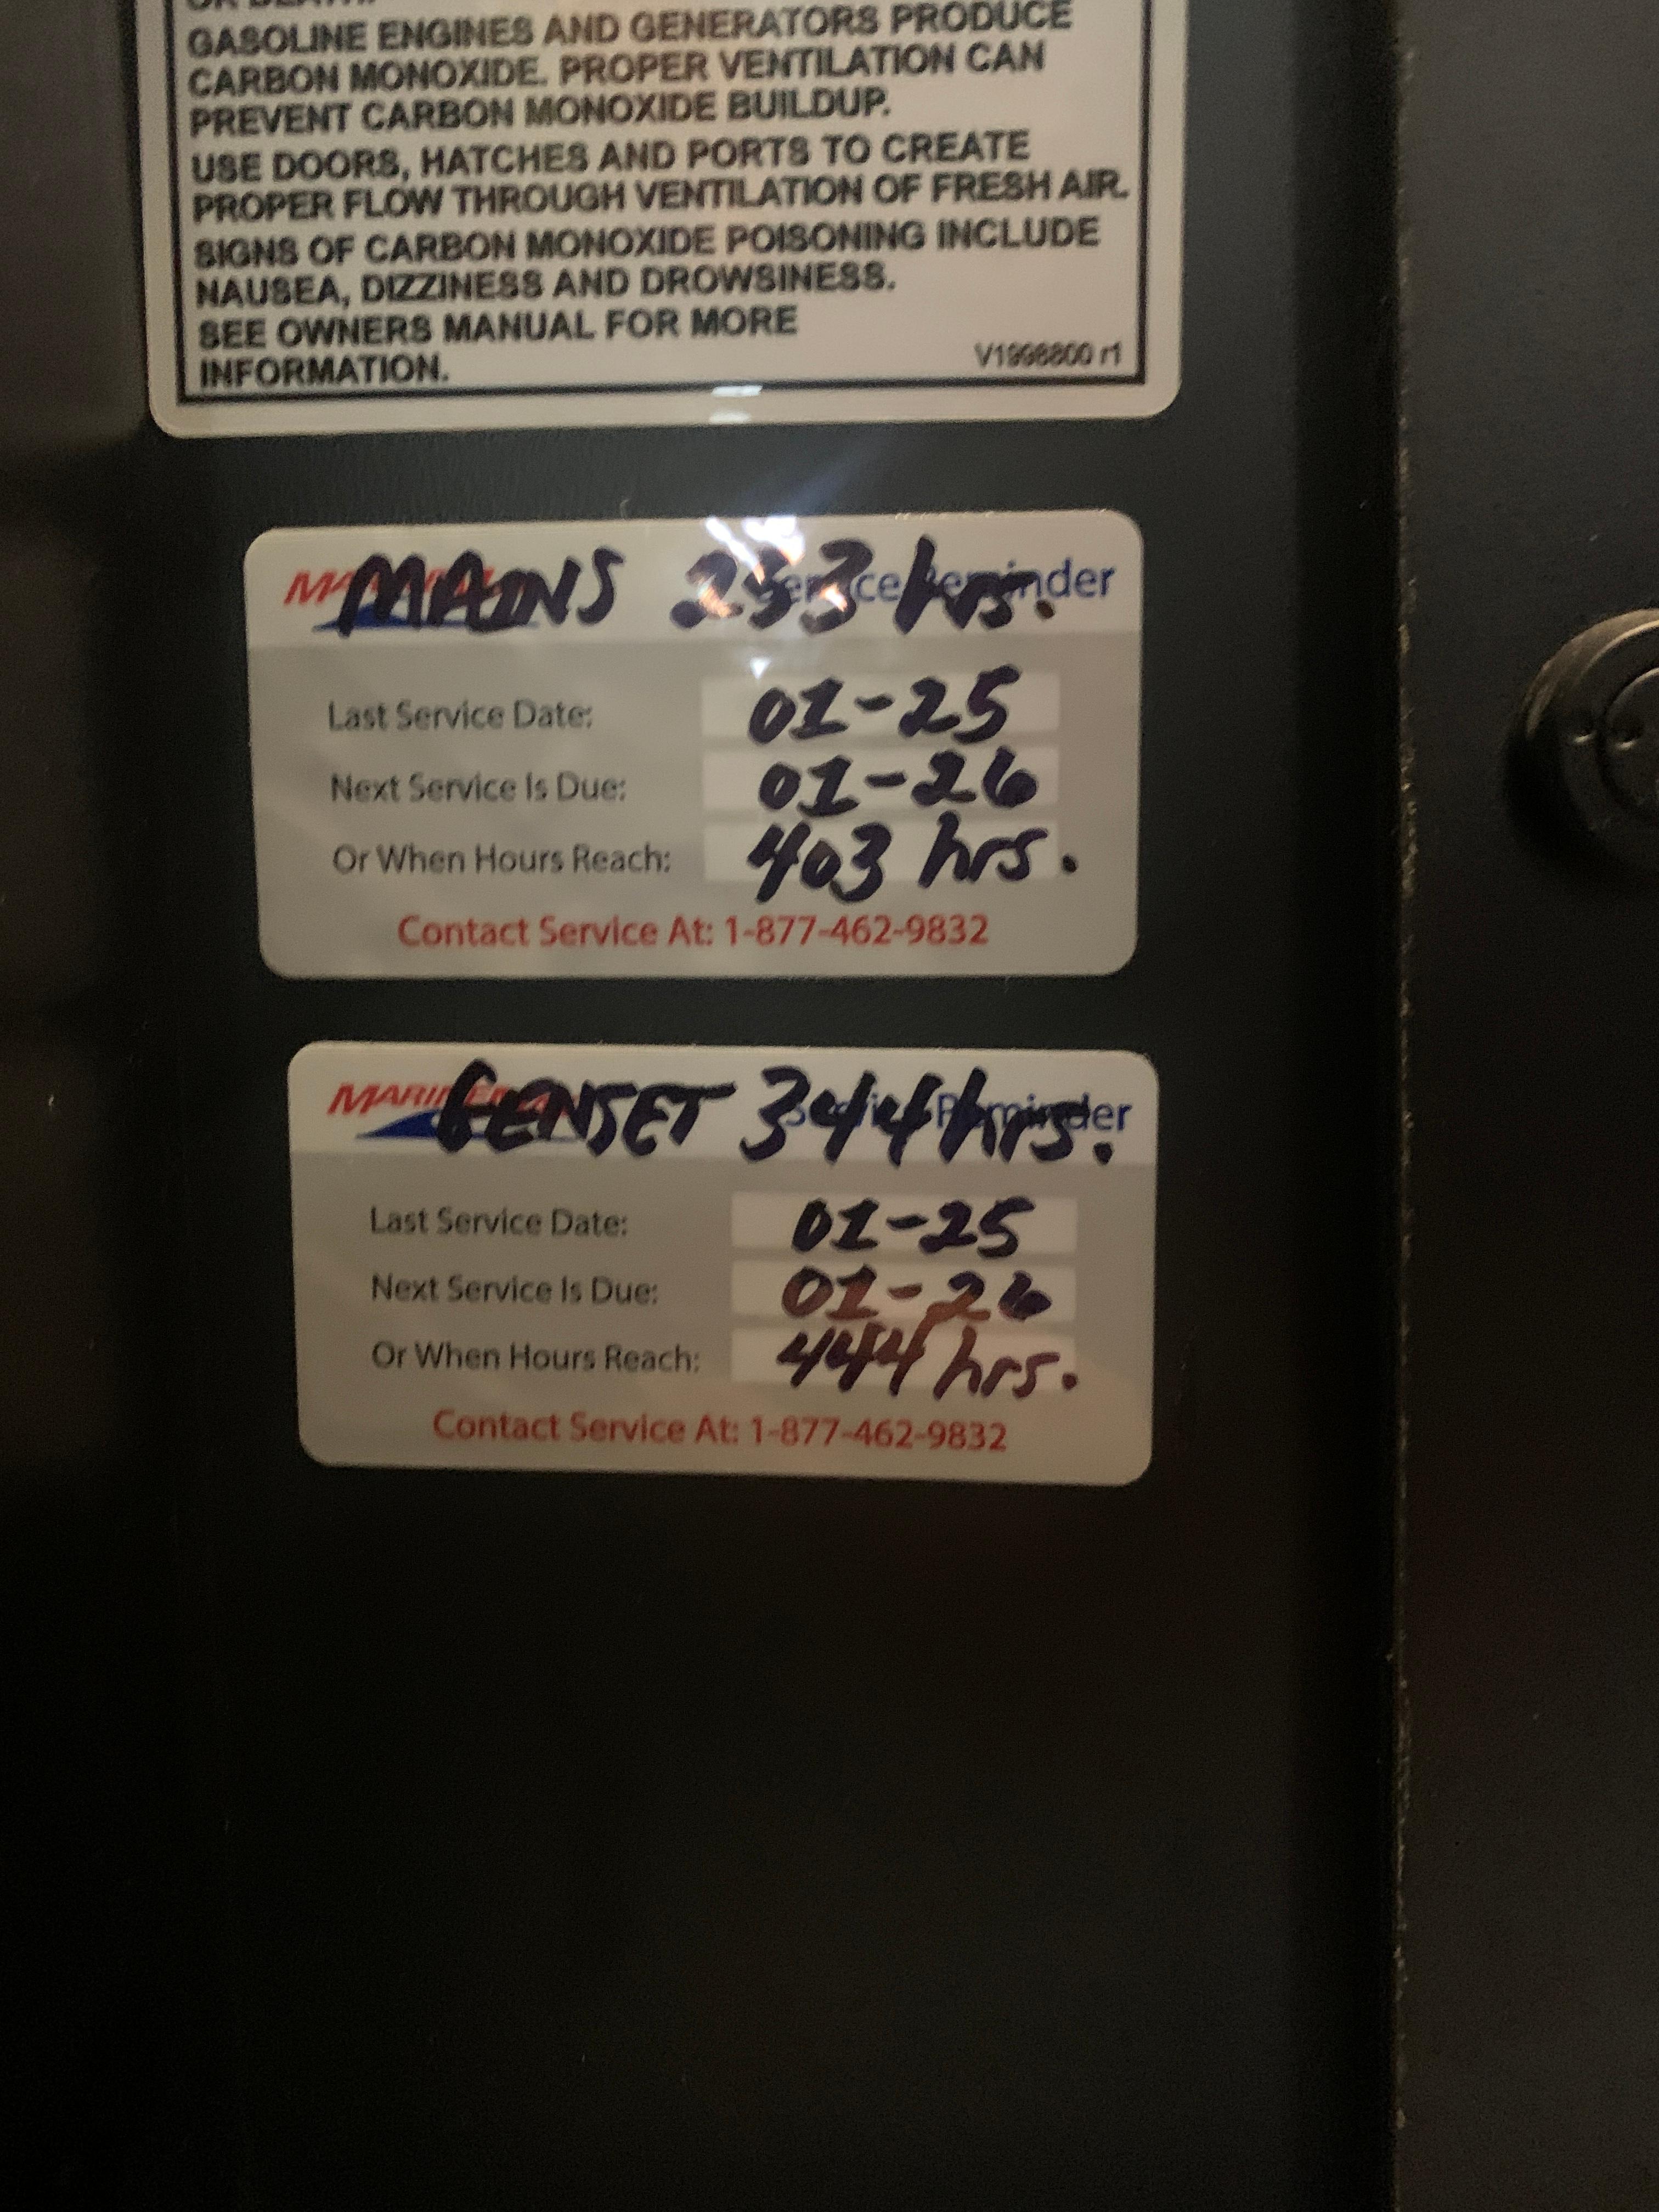 GASOLINE ENGINES AND GENERATORS PRODUCE
CARBON MONOXIDE. PROPER VENTILATION CAN
PREVENT CARBON MONOXIDE BUILDUP.
USE DOORS, HATCHES AND PORTS TO CREATE
PROPER FLOW THROUGH VENTILATION OF FRESH AIR.
SIGNS OF CARBON MONOXIDE POISONING INCLUDE
NAUSEA, DIZZINESS AND DROWSINESS.
SEE OWNERS MANUAL FOR MORE
INFORMATION.
V1998800 r1
MAINS hrs.
Service Reminder
Last Service Date: 01-25
Next Service Is Due: 01-26
Or When Hours Reach: 403 hrs.
Contact Service At: 1-877-462-9832
GENSET 344 hrs.
Service Reminder
Last Service Date: 01-25
Next Service Is Due: 01-26
Or When Hours Reach: 444 hrs.
Contact Service At: 1-877-462-9832